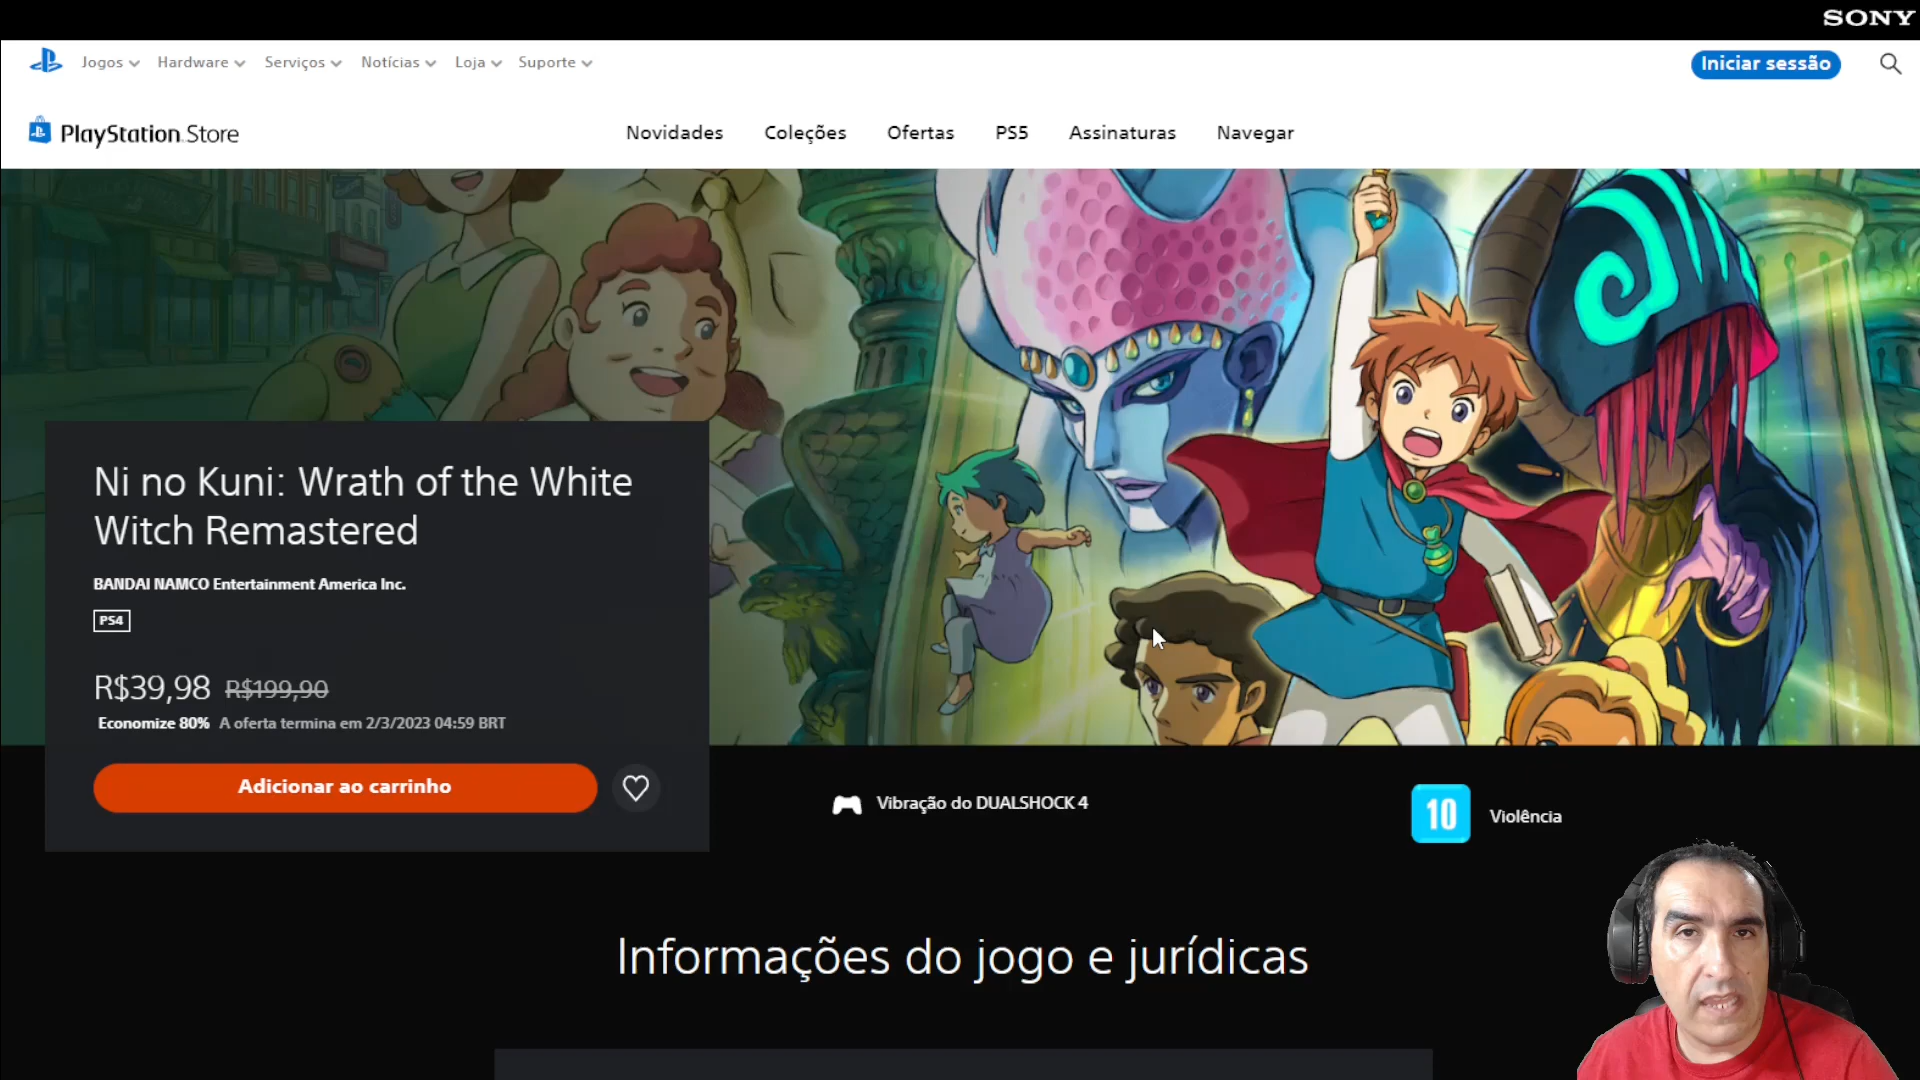 SONY
Jogos Hardware Serviços Notícias Loja Suporte
Iniciar sessão
PlayStation Store
Novidades Coleções Ofertas PS5 Assinaturas Navegar
Ni no Kuni: Wrath of the White
Witch Remastered
BANDAI NAMCO Entertainment America Inc.
PS4
R$39,98 R$199,90
Economize 80% A oferta termina em 2/3/2023 04:59 BRT
Adicionar ao carrinho
Vibração do DUALSHOCK 4
10 Violência
Informações do jogo e jurídicas